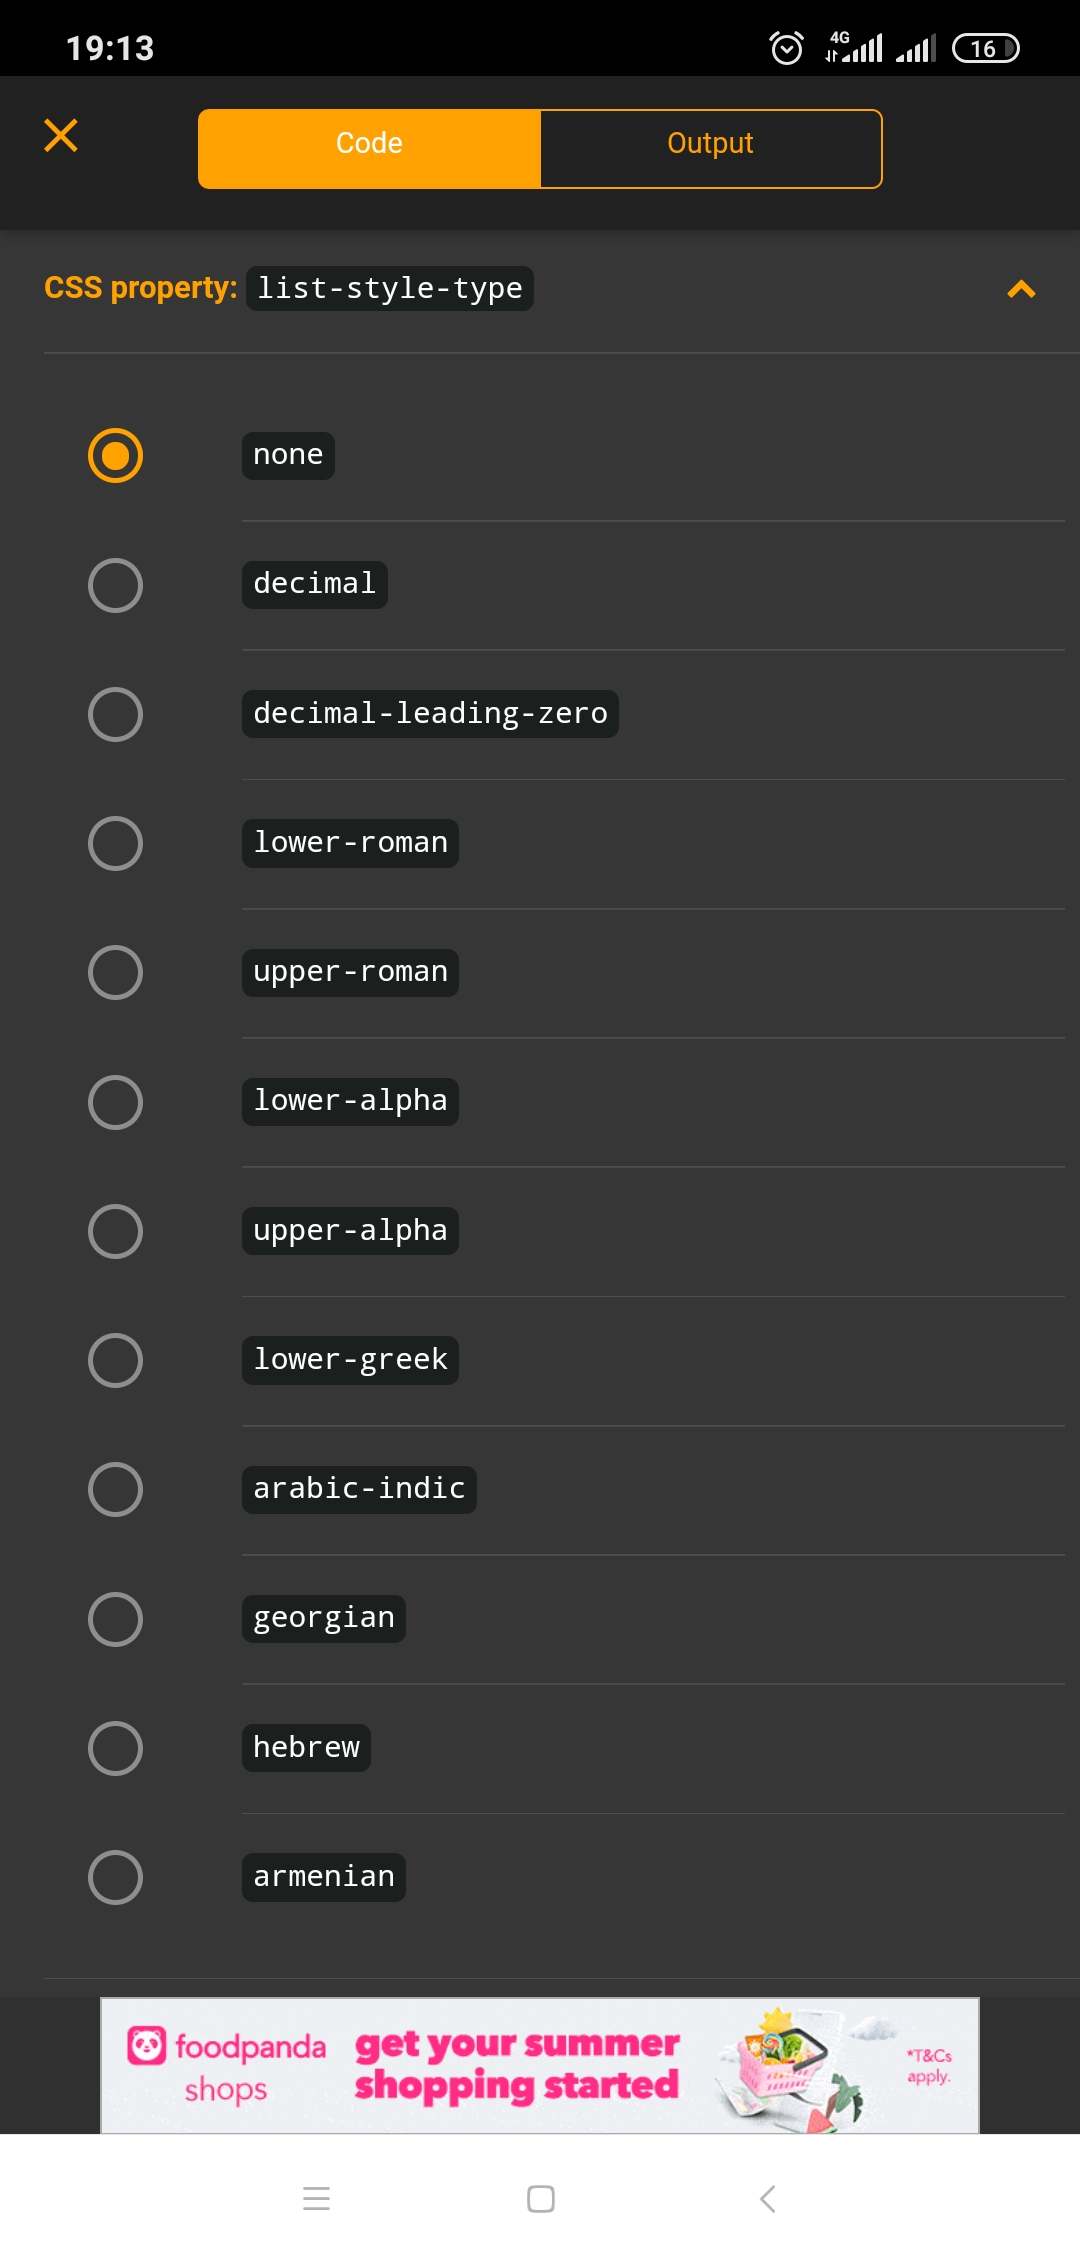 19:13
4G
16
Code
Output
CSS property: list-style-type
none
decimal
decimal-leading-zero
lower-roman
upper-roman
lower-alpha
upper-alpha
lower-greek
arabic-indic
georgian
hebrew
armenian
foodpanda
shops
get your summer
shopping started
*T&Cs
apply.